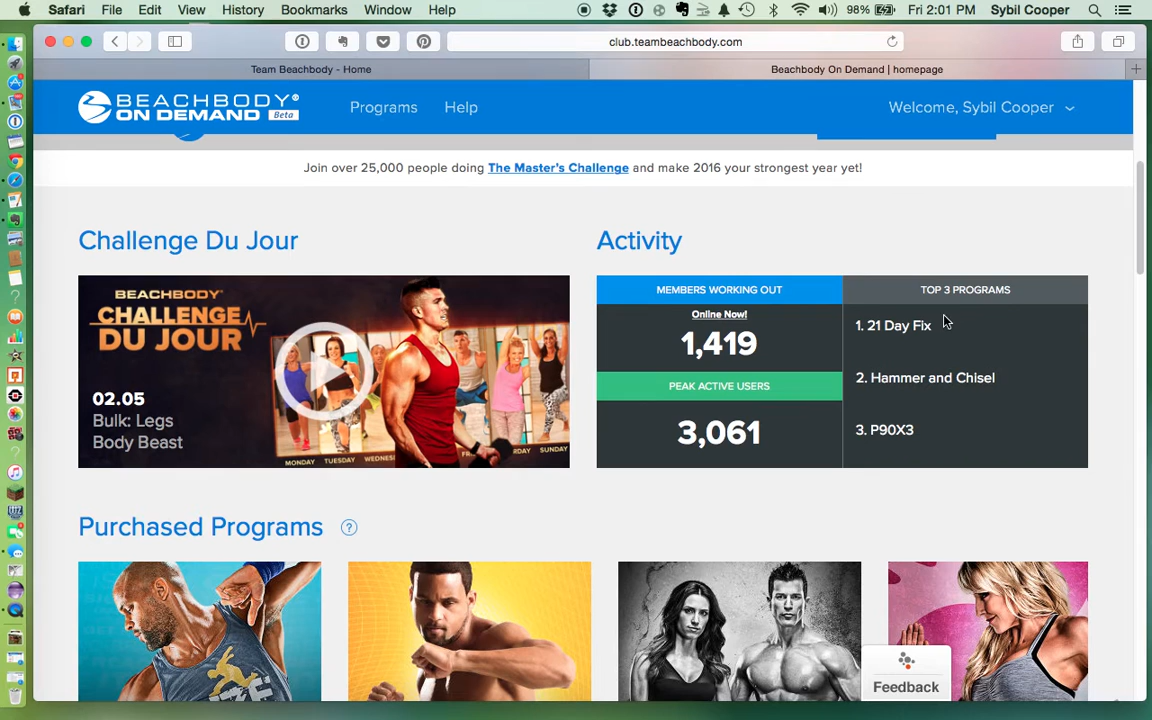 Safari File Edit View History Bookmarks Window Help 98% Fri 2:01 PM Sybil Cooper
club.teambeachbody.com
Team Beachbody - Home Beachbody On Demand | homepage
BEACHBODY®
ON DEMAND Beta
Programs Help Welcome, Sybil Cooper
Join over 25,000 people doing The Master's Challenge and make 2016 your strongest year yet!
Challenge Du Jour
BEACHBODY®
CHALLENGE
DU JOUR
02.05
Bulk: Legs
Body Beast
MONDAY TUESDAY SUNDAY
Activity
MEMBERS WORKING OUT
Online Now!
1,419
PEAK ACTIVE USERS
3,061
TOP 3 PROGRAMS
1. 21 Day Fix
2. Hammer and Chisel
3. P90X3
Purchased Programs ?
Feedback